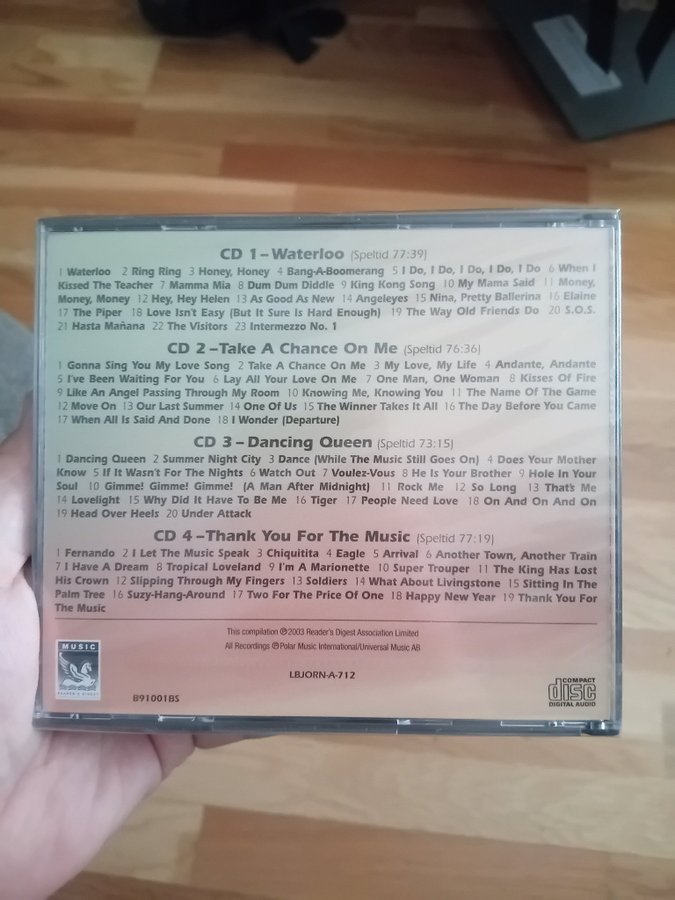 CD 1 – Waterloo (Speltid 77:39)
1 Waterloo 2 Ring Ring 3 Honey, Honey 4 Bang-A-Boomerang 5 I Do, I Do, I Do, I Do, I Do 6 When I
Kissed The Teacher 7 Mamma Mia 8 Dum Dum Diddle 9 King Kong Song 10 My Mama Said 11 Money,
Money, Money 12 Hey, Hey Helen 13 As Good As New 14 Angeleyes 15 Nina, Pretty Ballerina 16 Elaine
17 The Piper 18 Love Isn't Easy (But It Sure Is Hard Enough) 19 The Way Old Friends Do 20 S.O.S.
21 Hasta Mañana 22 The Visitors 23 Intermezzo No. 1
CD 2 – Take A Chance On Me (Speltid 76:36)
1 Gonna Sing You My Love Song 2 Take A Chance On Me 3 My Love, My Life 4 Andante, Andante
5 I've Been Waiting For You 6 Lay All Your Love On Me 7 One Man, One Woman 8 Kisses Of Fire
9 Like An Angel Passing Through My Room 10 Knowing Me, Knowing You 11 The Name Of The Game
12 Move On 13 Our Last Summer 14 One Of Us 15 The Winner Takes It All 16 The Day Before You Came
17 When All Is Said And Done 18 I Wonder (Departure)
CD 3 – Dancing Queen (Speltid 73:15)
1 Dancing Queen 2 Summer Night City 3 Dance (While The Music Still Goes On) 4 Does Your Mother
Know 5 If It Wasn't For The Nights 6 Watch Out 7 Voulez-Vous 8 He Is Your Brother 9 Hole In Your
Soul 10 Gimme! Gimme! Gimme! (A Man After Midnight) 11 Rock Me 12 So Long 13 That's Me
14 Lovelight 15 Why Did It Have To Be Me 16 Tiger 17 People Need Love 18 On And On And On
19 Head Over Heels 20 Under Attack
CD 4 – Thank You For The Music (Speltid 77:19)
1 Fernando 2 I Let The Music Speak 3 Chiquitita 4 Eagle 5 Arrival 6 Another Town, Another Train
7 I Have A Dream 8 Tropical Loveland 9 I'm A Marionette 10 Super Trouper 11 The King Has Lost
His Crown 12 Slipping Through My Fingers 13 Soldiers 14 What About Livingstone 15 Sitting In The
Palm Tree 16 Suzy-Hang-Around 17 Two For The Price Of One 18 Happy New Year 19 Thank You For
The Music
This compilation ℗2003 Reader's Digest Association Limited
All Recordings ℗Polar Music International/Universal Music AB
LBJORN-A-712
MUSIC
READER'S DIGEST
B91001BS
COMPACT
disc
DIGITAL AUDIO